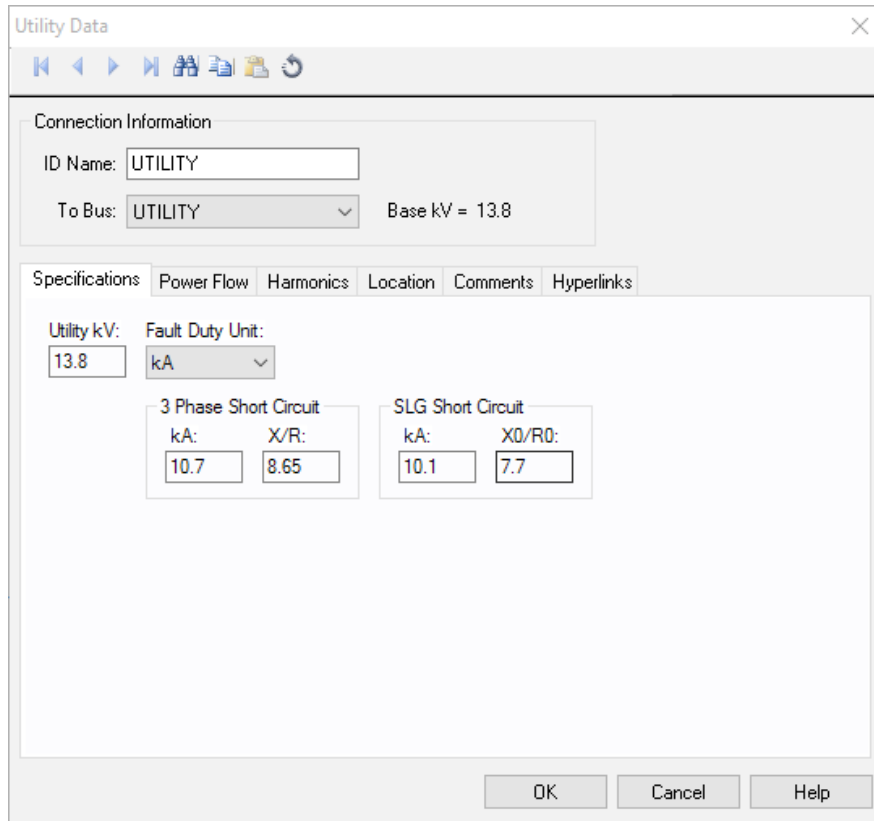 Utility Data
Connection Information
ID Name: UTILITY
To Bus: UTILITY Base kV = 13.8
Specifications Power Flow Harmonics Location Comments Hyperlinks
Utility kV: Fault Duty Unit:
13.8 kA
3 Phase Short Circuit SLG Short Circuit
kA: X/R: kA: X0/R0:
10.7 8.65 10.1 7.7
OK Cancel Help